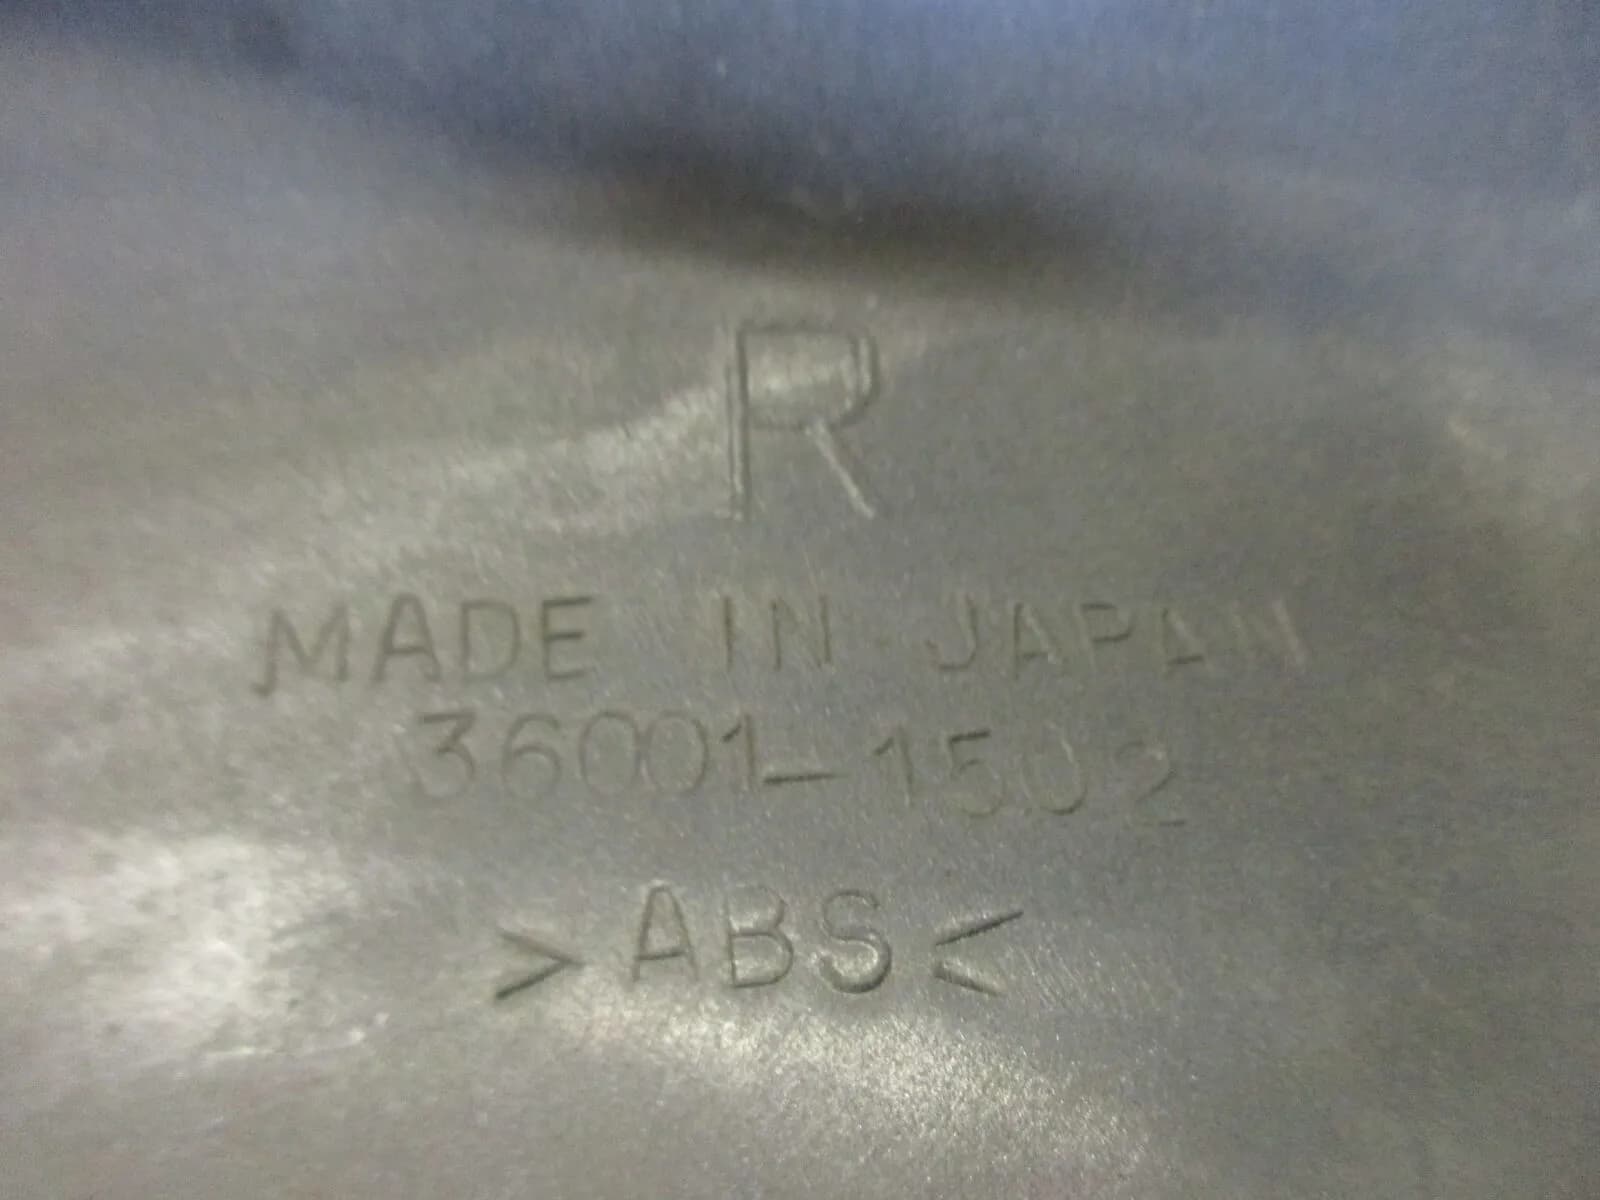 R
MADE IN JAPAN
36001-1502
>ABS<